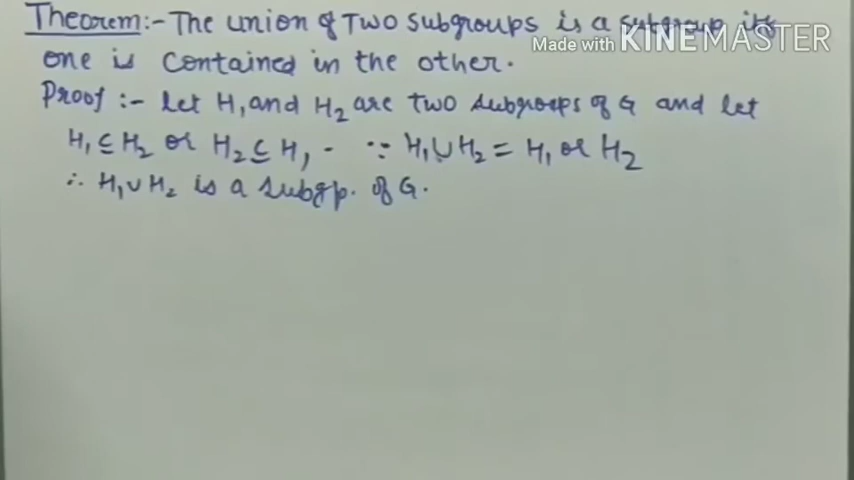 Theorem:- The union of Two subgroups is a subgroup iff
Made with KINEMASTER
one is contained in the other.
Proof :- let H₁ and H₂ are two subgroups of G and let
H₁ ⊆ H₂ or H₂ ⊆ H₁ - ∵ H₁∪H₂ = H₁ or H₂
∴ H₁∪H₂ is a subgp. of G.